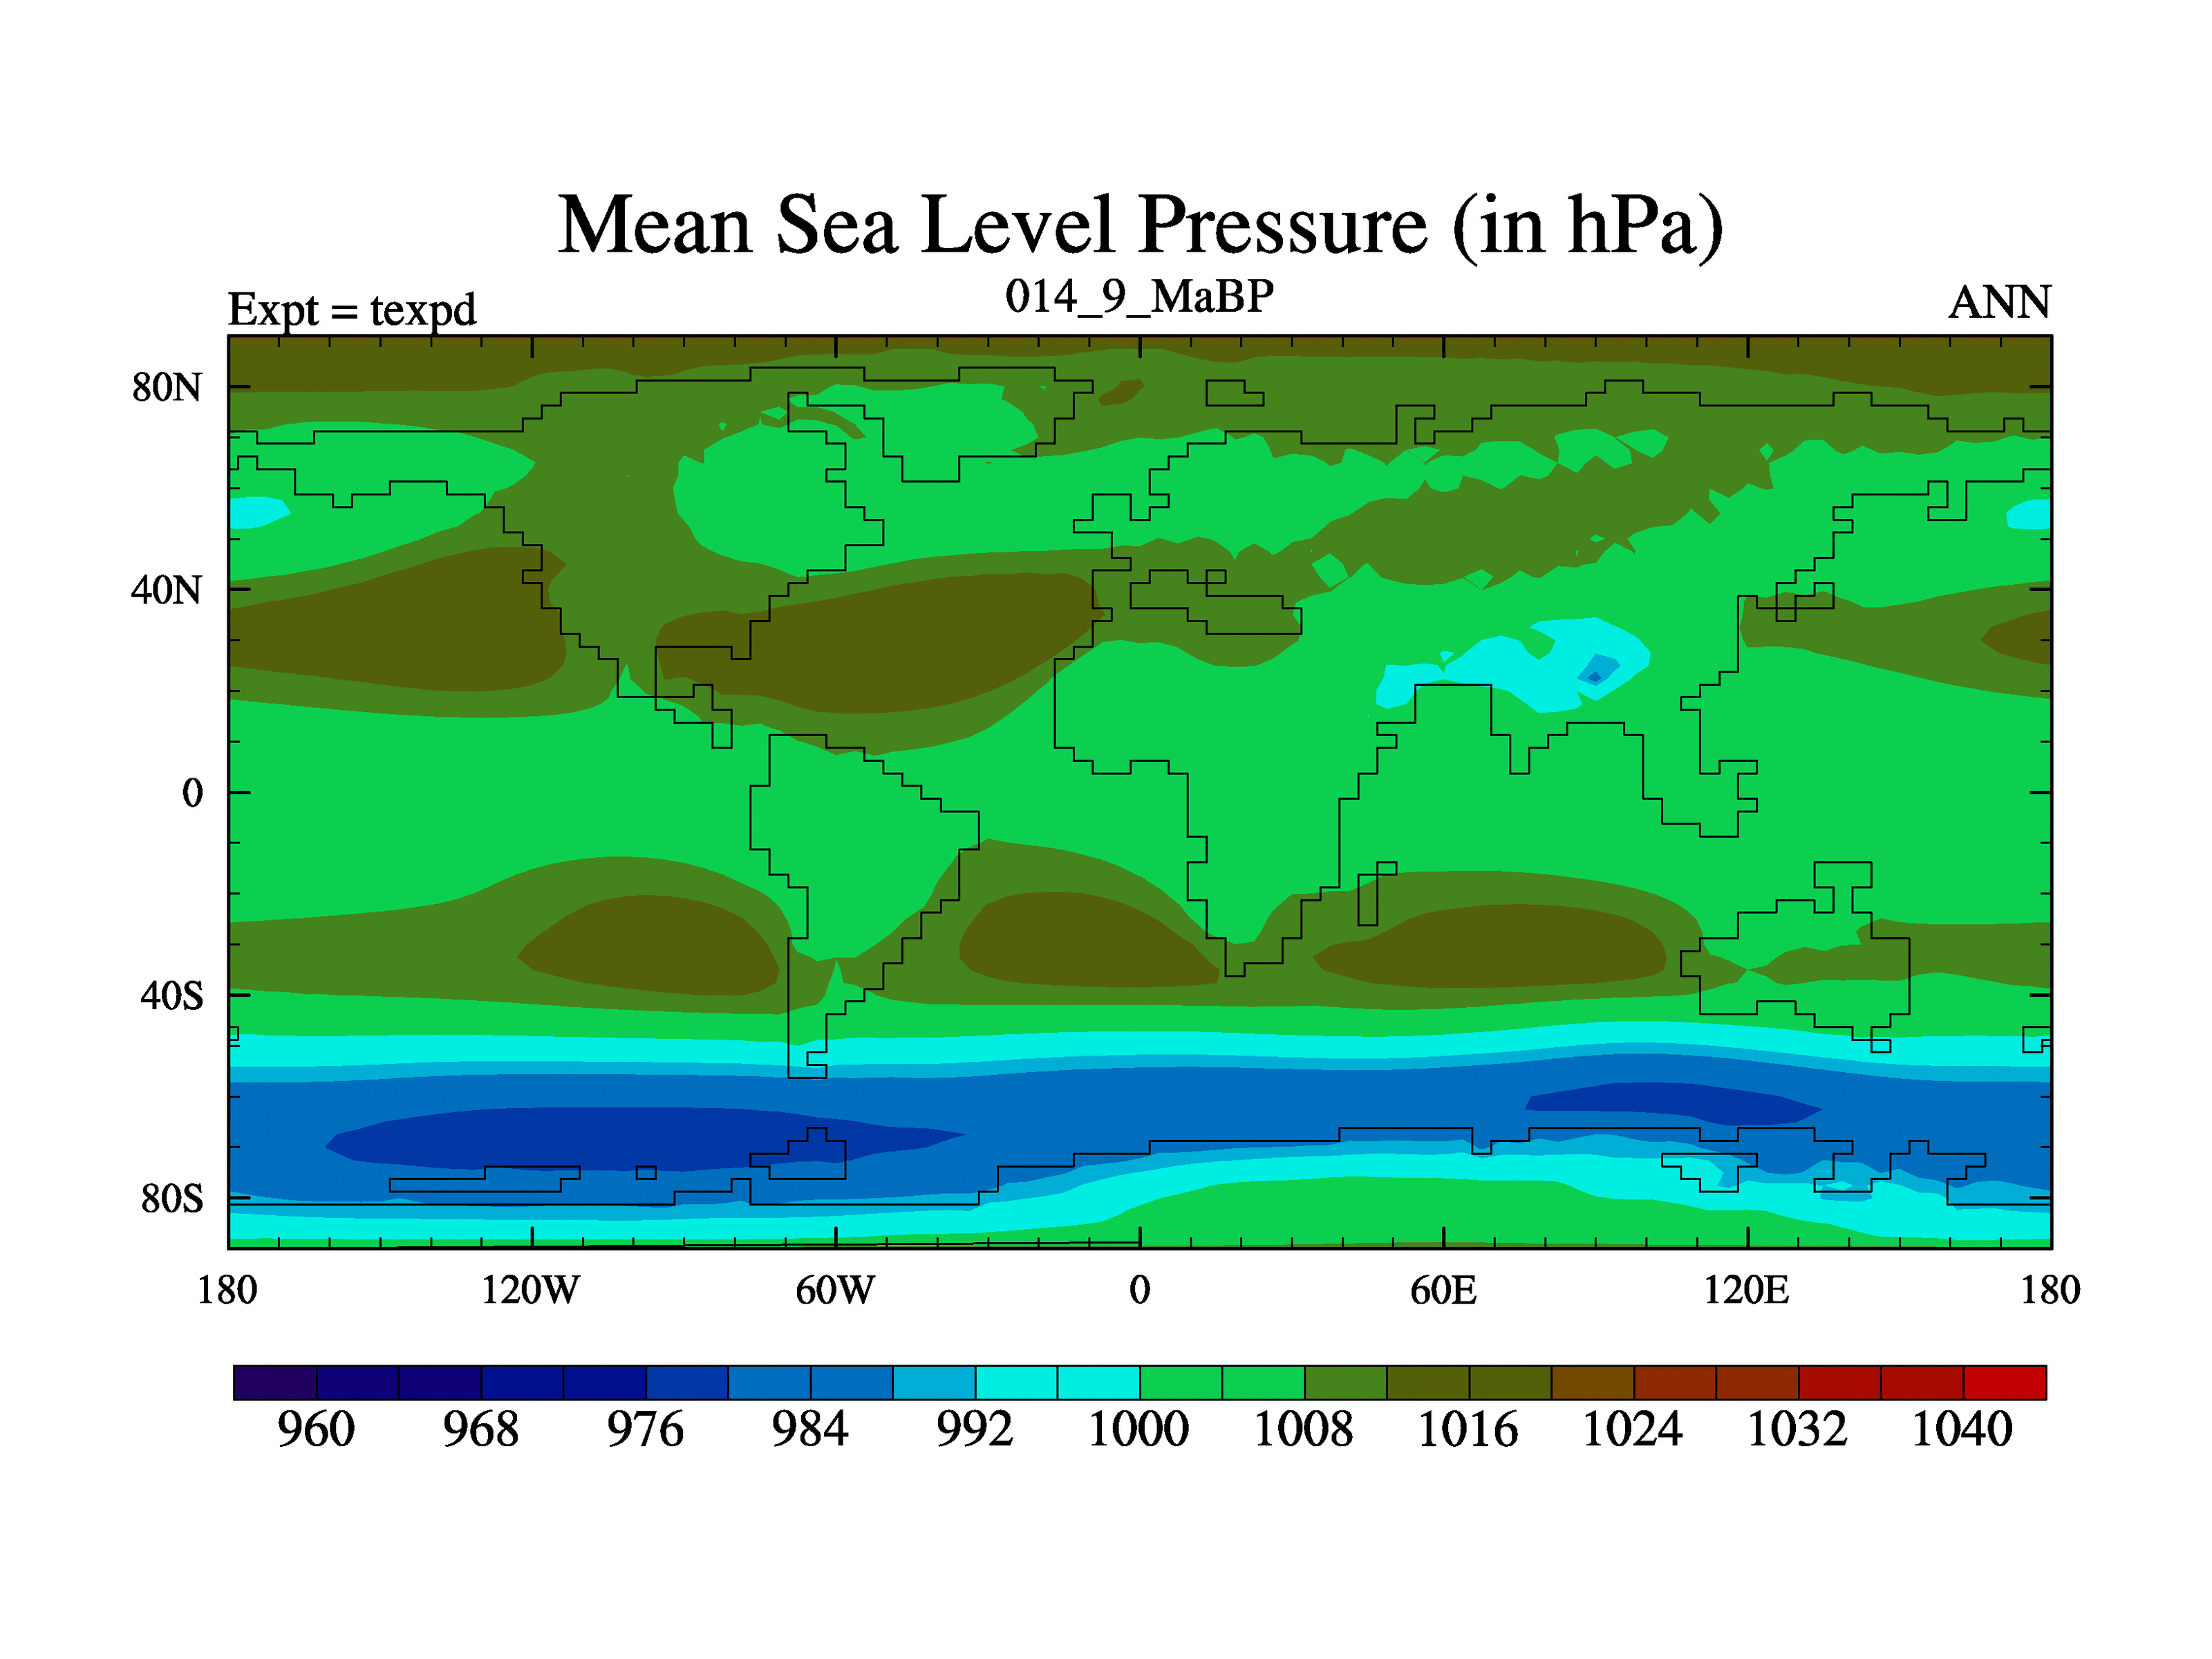 Mean Sea Level Pressure (in hPa)
Expt = texpd 014_9_MaBP ANN
80N
40N
0
40S
80S
180 120W 60W 0 60E 120E 180
960 968 976 984 992 1000 1008 1016 1024 1032 1040